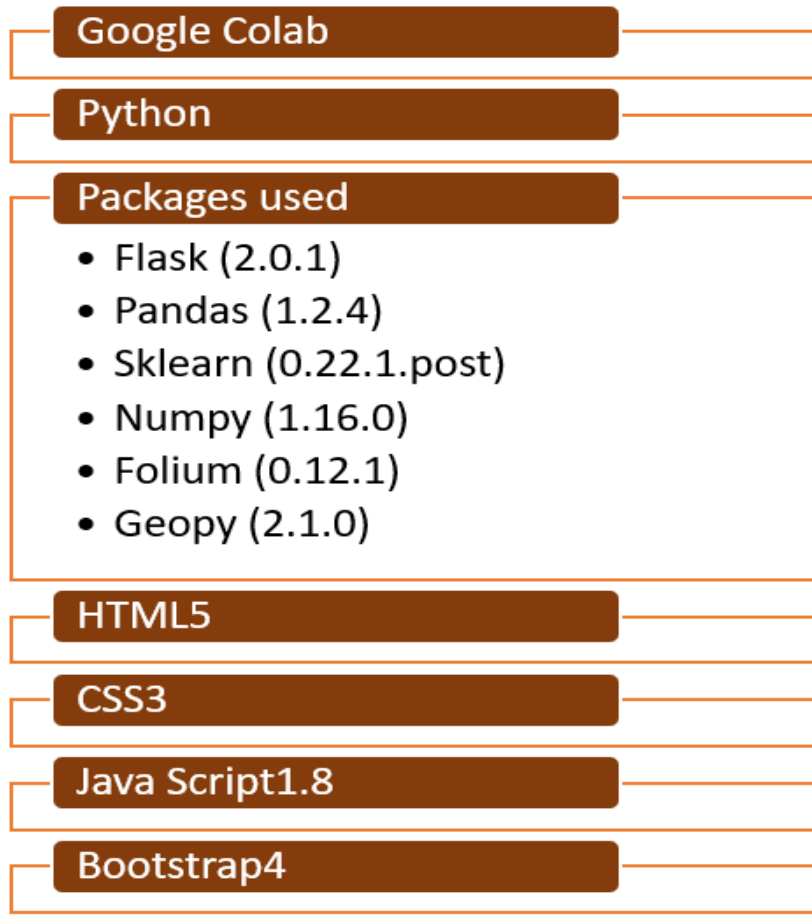 Google Colab
Python
Packages used
• Flask (2.0.1)
• Pandas (1.2.4)
• Sklearn (0.22.1.post)
• Numpy (1.16.0)
• Folium (0.12.1)
• Geopy (2.1.0)
HTML5
CSS3
Java Script1.8
Bootstrap4